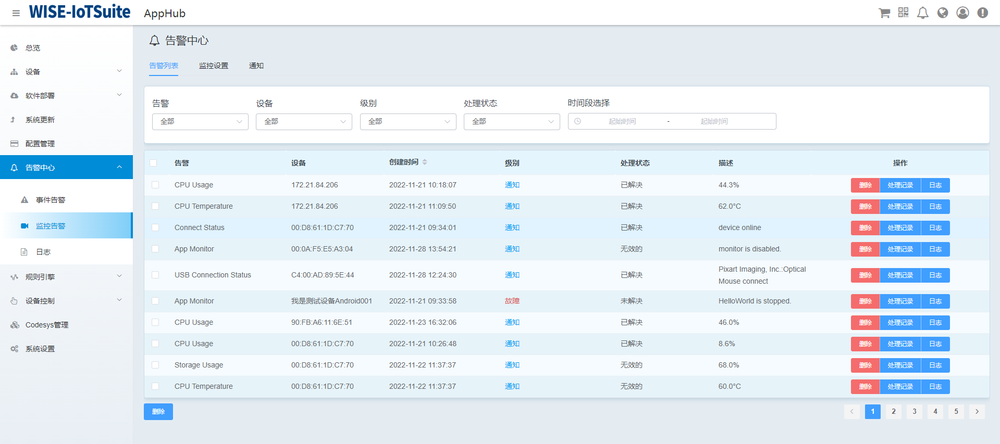 WISE-IoTSuite AppHub
总览
设备
软件部署
系统更新
配置管理
告警中心
事件告警
监控告警
日志
规则引擎
设备控制
Codesys管理
系统设置
告警中心
告警列表 监控设置 通知
告警 设备 级别 处理状态 时间段选择
全部 全部 全部 全部 起始时间 - 起始时间
告警 设备 创建时间 级别 处理状态 描述 操作
CPU Usage 172.21.84.206 2022-11-21 10:18:07 通知 已解决 44.3% 删除 处理记录 日志
CPU Temperature 172.21.84.206 2022-11-21 11:09:50 通知 已解决 62.0°C 删除 处理记录 日志
Connect Status 00:D8:61:1D:C7:70 2022-11-21 09:34:01 通知 已解决 device online 删除 处理记录 日志
App Monitor 00:0A:F5:E5:A3:04 2022-11-28 13:54:21 通知 无效的 monitor is disabled. 删除 处理记录 日志
USB Connection Status C4:00:AD:89:5E:44 2022-11-28 12:24:30 通知 已解决 Pixart Imaging, Inc.:Optical
Mouse connect 删除 处理记录 日志
App Monitor 我是测试设备Android001 2022-11-21 09:33:58 故障 未解决 HelloWorld is stopped. 删除 处理记录 日志
CPU Usage 90:FB:A6:11:6E:51 2022-11-23 16:32:06 通知 已解决 46.0% 删除 处理记录 日志
CPU Usage 00:D8:61:1D:C7:70 2022-11-21 10:26:48 通知 已解决 8.6% 删除 处理记录 日志
Storage Usage 00:D8:61:1D:C7:70 2022-11-22 11:37:37 通知 无效的 68.0% 删除 处理记录 日志
CPU Temperature 00:D8:61:1D:C7:70 2022-11-22 11:37:37 通知 无效的 60.0°C 删除 处理记录 日志
删除 1 2 3 4 5